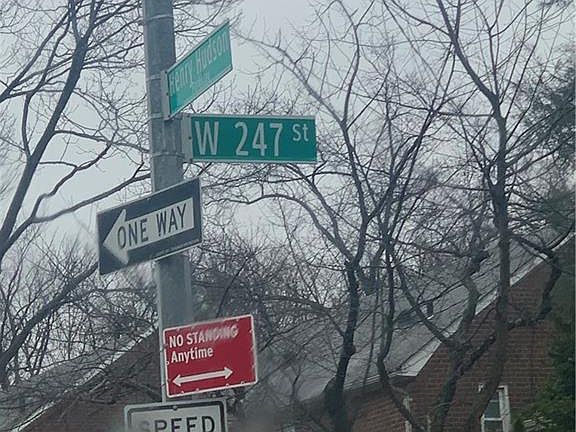 Henry Hudson
W 247 St
ONE WAY
NO STANDING
Anytime
SPEED